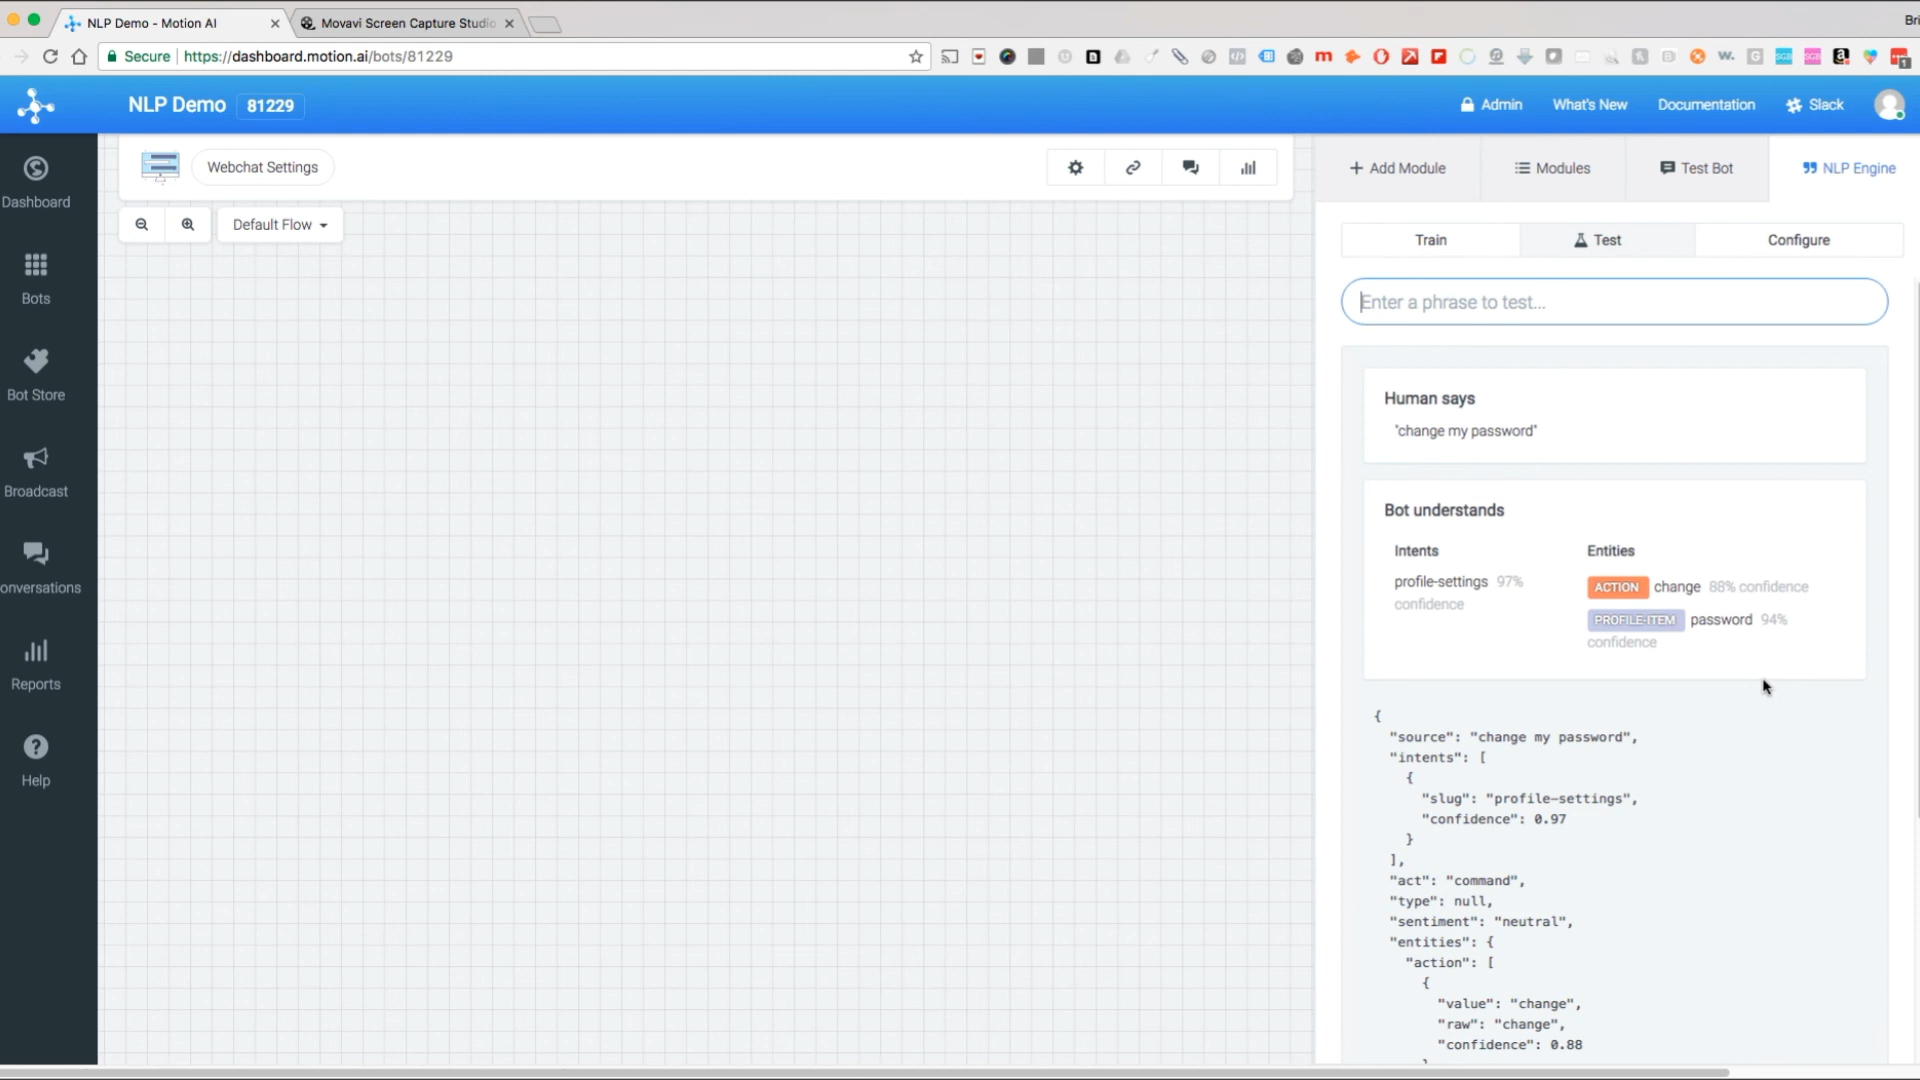 NLP Demo - Motion AI
Movavi Screen Capture Studio
Bri
Secure
https://dashboard.motion.ai/bots/81229
NLP Demo
81229
Admin
What's New
Documentation
Slack
Dashboard
Bots
Bot Store
Broadcast
onversations
Reports
Help
Webchat Settings
Default Flow
Add Module
Modules
Test Bot
NLP Engine
Train
Test
Configure
Enter a phrase to test...
Human says
"change my password"
Bot understands
Intents
profile-settings 97%
confidence
Entities
ACTION change 88% confidence
PROFILE-ITEM password 94%
confidence
{
"source": "change my password",
"intents": [
{
"slug": "profile-settings",
"confidence": 0.97
}
],
"act": "command",
"type": null,
"sentiment": "neutral",
"entities": {
"action": [
{
"value": "change",
"raw": "change",
"confidence": 0.88